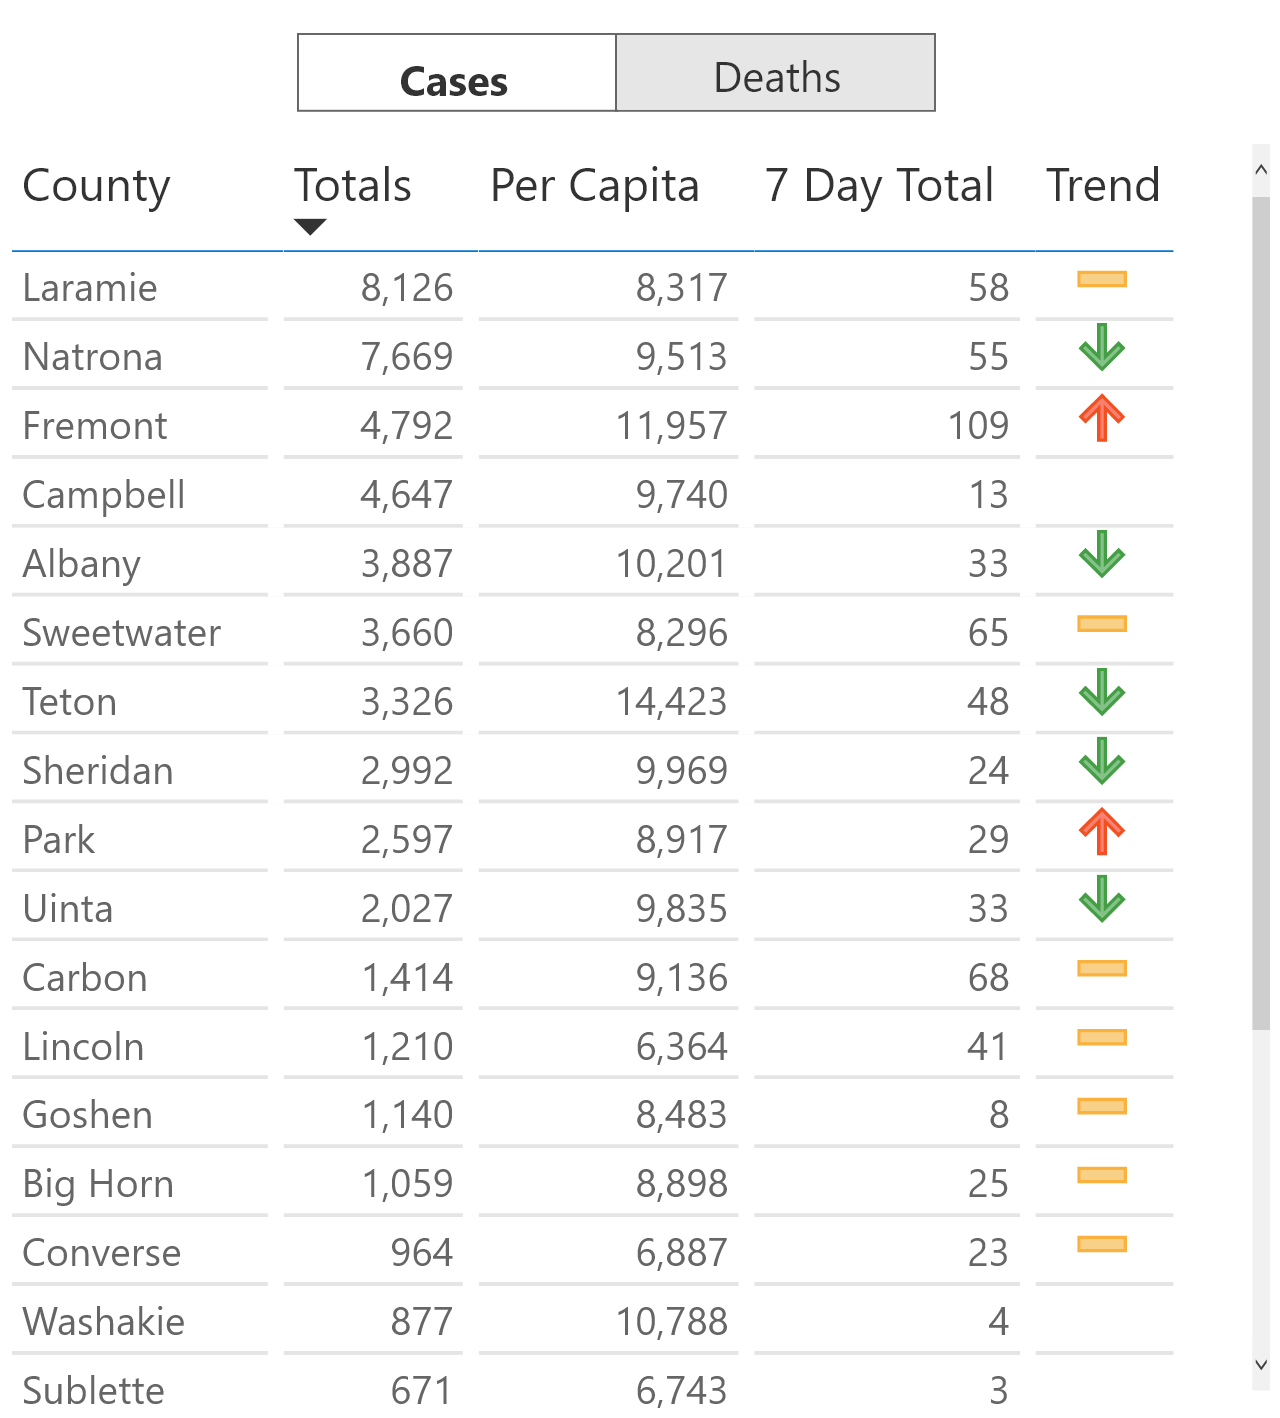 Cases Deaths
County Totals Per Capita 7 Day Total Trend
Laramie 8,126 8,317 58
Natrona 7,669 9,513 55
Fremont 4,792 11,957 109
Campbell 4,647 9,740 13
Albany 3,887 10,201 33
Sweetwater 3,660 8,296 65
Teton 3,326 14,423 48
Sheridan 2,992 9,969 24
Park 2,597 8,917 29
Uinta 2,027 9,835 33
Carbon 1,414 9,136 68
Lincoln 1,210 6,364 41
Goshen 1,140 8,483 8
Big Horn 1,059 8,898 25
Converse 964 6,887 23
Washakie 877 10,788 4
Sublette 671 6,743 3